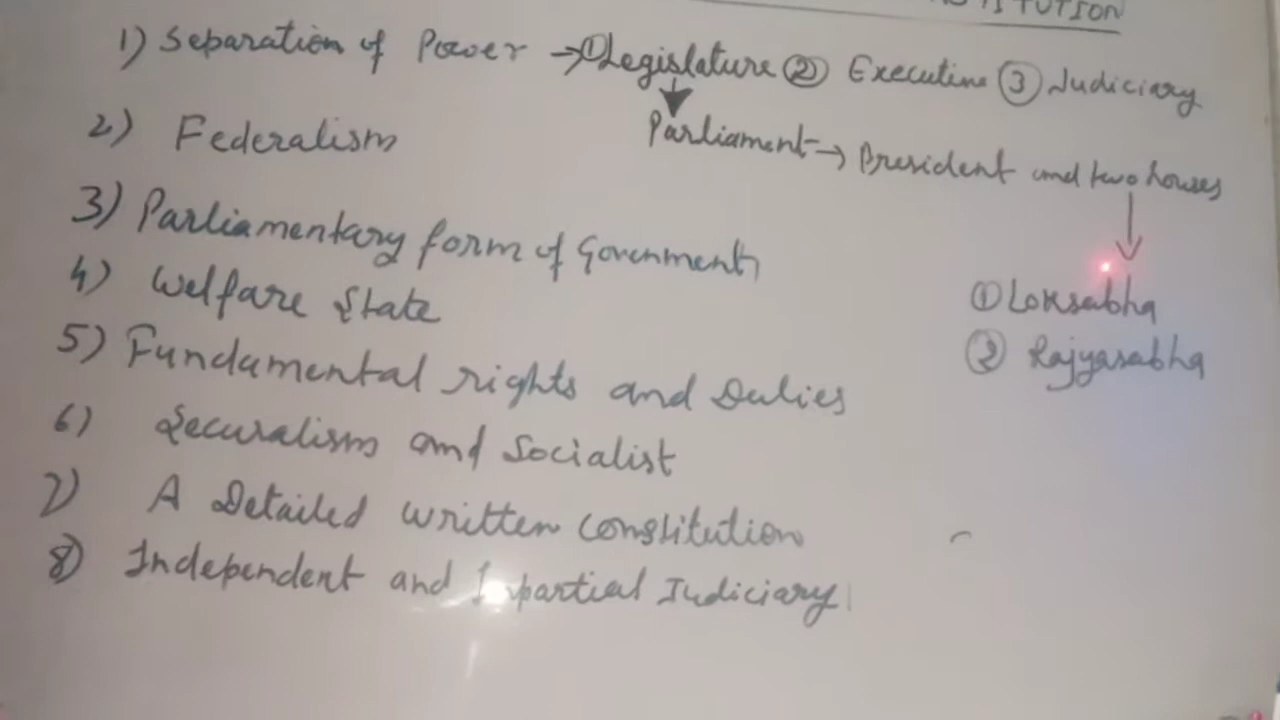 1) Separation of Power → ① Legislature ② Executive ③ Judiciary
Parliament → President and two houses
2) Federalism
3) Parliamentary form of Government
① Loksabha
4) Welfare State
② Rajyasabha
5) Fundamental rights and Duties
6) Securalism and Socialist
7) A Detailed written constitution
8) Independent and Impartial Judiciary